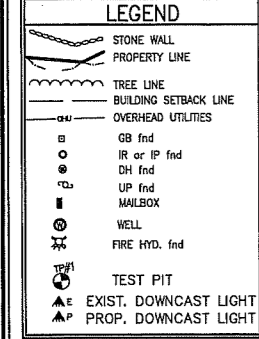 LEGEND
STONE WALL
PROPERTY LINE
TREE LINE
BUILDING SETBACK LINE
OHU OVERHEAD UTILITIES
GB fnd
IR or IP fnd
DH fnd
UP fnd
MAILBOX
W WELL
FIRE HYD. fnd
TP#1
TEST PIT
E EXIST. DOWNCAST LIGHT
P PROP. DOWNCAST LIGHT